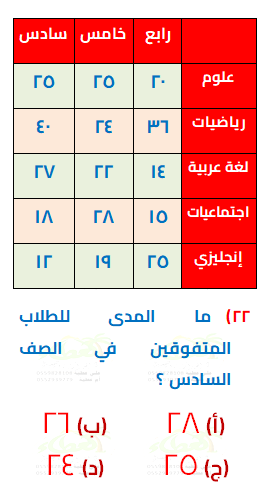 رابع خامس سادس
علوم ٢٠ ٢٥ ٢٥
رياضيات ٣٦ ٢٤ ٤٠
لغة عربية ١٤ ٢٢ ٢٧
اجتماعيات ١٥ ٢٨ ١٨
إنجليزي ٢٥ ١٩ ١٢
٢٢) ما المدى للطلاب
المتفوقين في الصف
السادس ؟
(أ) ٢٨ (ب) ٢٦
(ج) ٢٥ (د) ٢٤